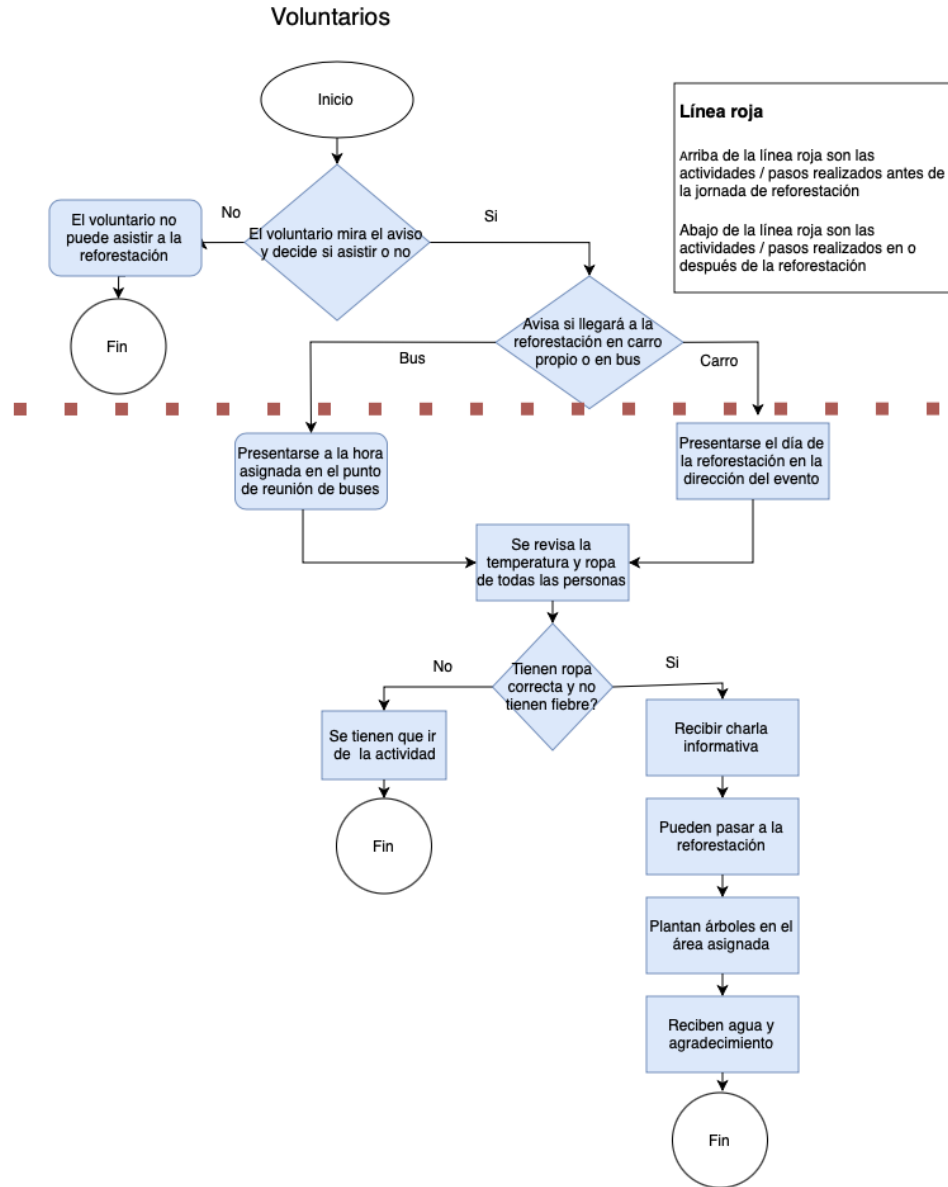 Voluntarios
Inicio
Línea roja
Arriba de la línea roja son las
actividades / pasos realizados antes de
la jornada de reforestación
Abajo de la línea roja son las
actividades / pasos realizados en o
después de la reforestación
No
Si
El voluntario no
puede asistir a la
reforestación
El voluntario mira el aviso
y decide si asistir o no
Fin
Avisa si llegará a la
reforestación en carro
propio o en bus
Bus
Carro
Presentarse a la hora
asignada en el punto
de reunión de buses
Presentarse el día de
la reforestación en la
dirección del evento
Se revisa la
temperatura y ropa
de todas las personas
No
Si
Tienen ropa
correcta y no
tienen fiebre?
Se tienen que ir
de la actividad
Recibir charla
informativa
Fin
Pueden pasar a la
reforestación
Plantan árboles en el
área asignada
Reciben agua y
agradecimiento
Fin